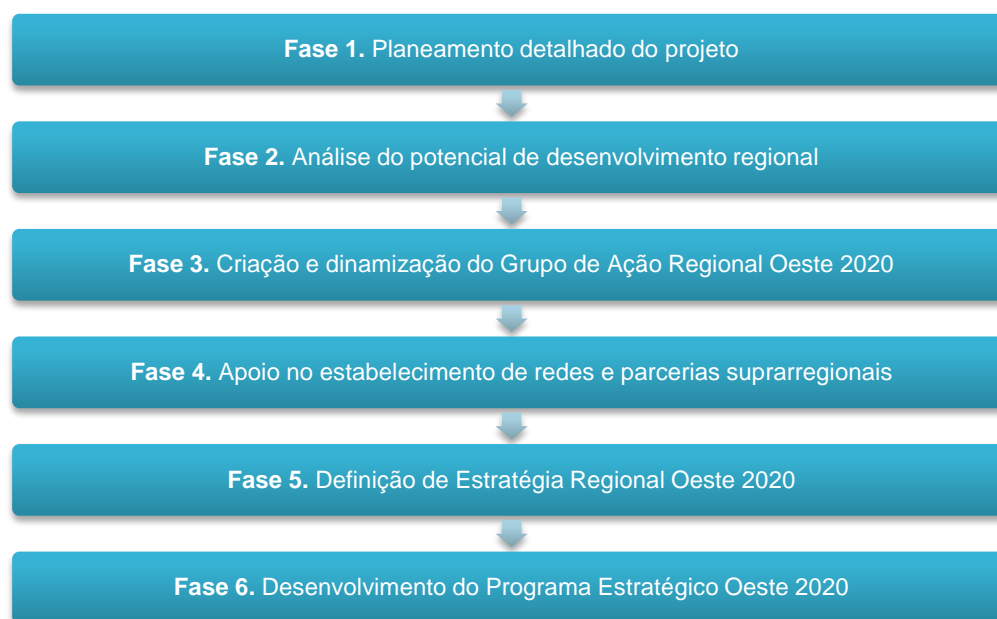 Fase 1. Planeamento detalhado do projeto
Fase 2. Análise do potencial de desenvolvimento regional
Fase 3. Criação e dinamização do Grupo de Ação Regional Oeste 2020
Fase 4. Apoio no estabelecimento de redes e parcerias suprarregionais
Fase 5. Definição de Estratégia Regional Oeste 2020
Fase 6. Desenvolvimento do Programa Estratégico Oeste 2020